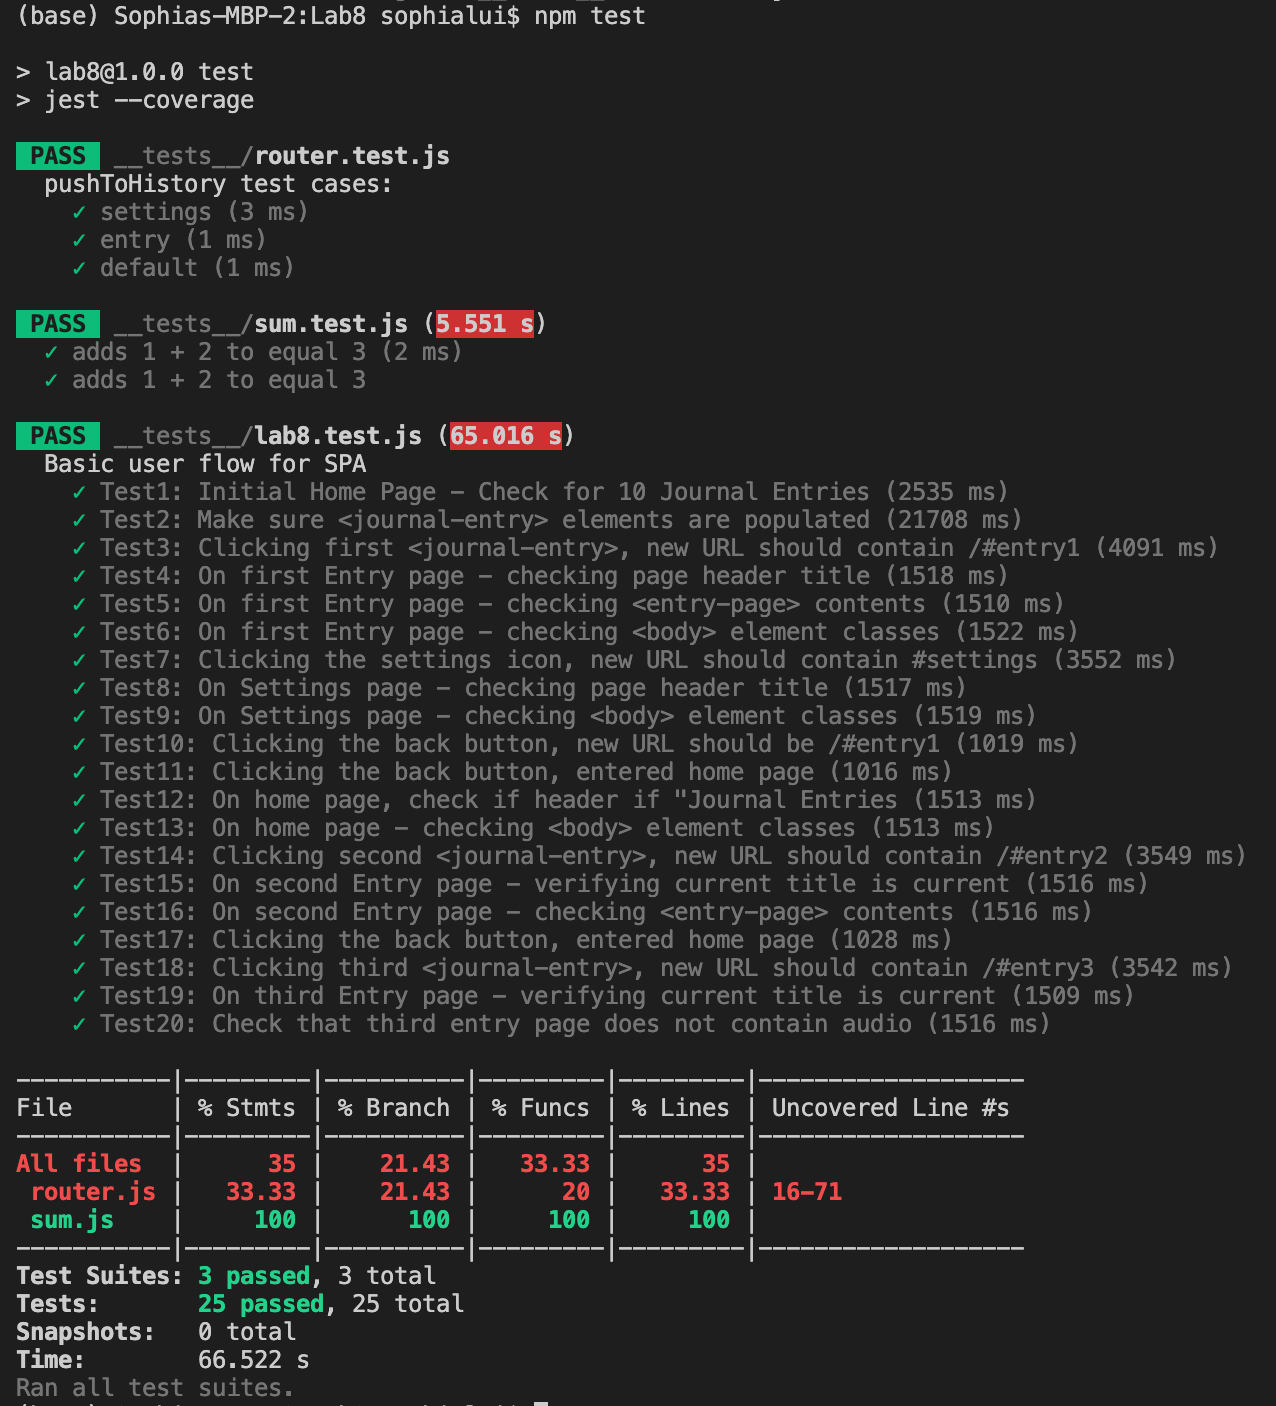 (base) Sophias-MBP-2:Lab8 sophialui$ npm test
> lab8@1.0.0 test
> jest --coverage
PASS __tests__/router.test.js
pushToHistory test cases:
✓ settings (3 ms)
✓ entry (1 ms)
✓ default (1 ms)
PASS __tests__/sum.test.js (5.551 s)
✓ adds 1 + 2 to equal 3 (2 ms)
✓ adds 1 + 2 to equal 3
PASS __tests__/lab8.test.js (65.016 s)
Basic user flow for SPA
✓ Test1: Initial Home Page - Check for 10 Journal Entries (2535 ms)
✓ Test2: Make sure <journal-entry> elements are populated (21708 ms)
✓ Test3: Clicking first <journal-entry>, new URL should contain /#entry1 (4091 ms)
✓ Test4: On first Entry page - checking page header title (1518 ms)
✓ Test5: On first Entry page - checking <entry-page> contents (1510 ms)
✓ Test6: On first Entry page - checking <body> element classes (1522 ms)
✓ Test7: Clicking the settings icon, new URL should contain #settings (3552 ms)
✓ Test8: On Settings page - checking page header title (1517 ms)
✓ Test9: On Settings page - checking <body> element classes (1519 ms)
✓ Test10: Clicking the back button, new URL should be /#entry1 (1019 ms)
✓ Test11: Clicking the back button, entered home page (1016 ms)
✓ Test12: On home page, check if header if "Journal Entries (1513 ms)
✓ Test13: On home page - checking <body> element classes (1513 ms)
✓ Test14: Clicking second <journal-entry>, new URL should contain /#entry2 (3549 ms)
✓ Test15: On second Entry page - verifying current title is current (1516 ms)
✓ Test16: On second Entry page - checking <entry-page> contents (1516 ms)
✓ Test17: Clicking the back button, entered home page (1028 ms)
✓ Test18: Clicking third <journal-entry>, new URL should contain /#entry3 (3542 ms)
✓ Test19: On third Entry page - verifying current title is current (1509 ms)
✓ Test20: Check that third entry page does not contain audio (1516 ms)
-----------|---------|----------|---------|---------|-------------------
File | % Stmts | % Branch | % Funcs | % Lines | Uncovered Line #s
-----------|---------|----------|---------|---------|-------------------
All files | 35 | 21.43 | 33.33 | 35 |
router.js | 33.33 | 21.43 | 20 | 33.33 | 16-71
sum.js | 100 | 100 | 100 | 100 |
-----------|---------|----------|---------|---------|-------------------
Test Suites: 3 passed, 3 total
Tests: 25 passed, 25 total
Snapshots: 0 total
Time: 66.522 s
Ran all test suites.